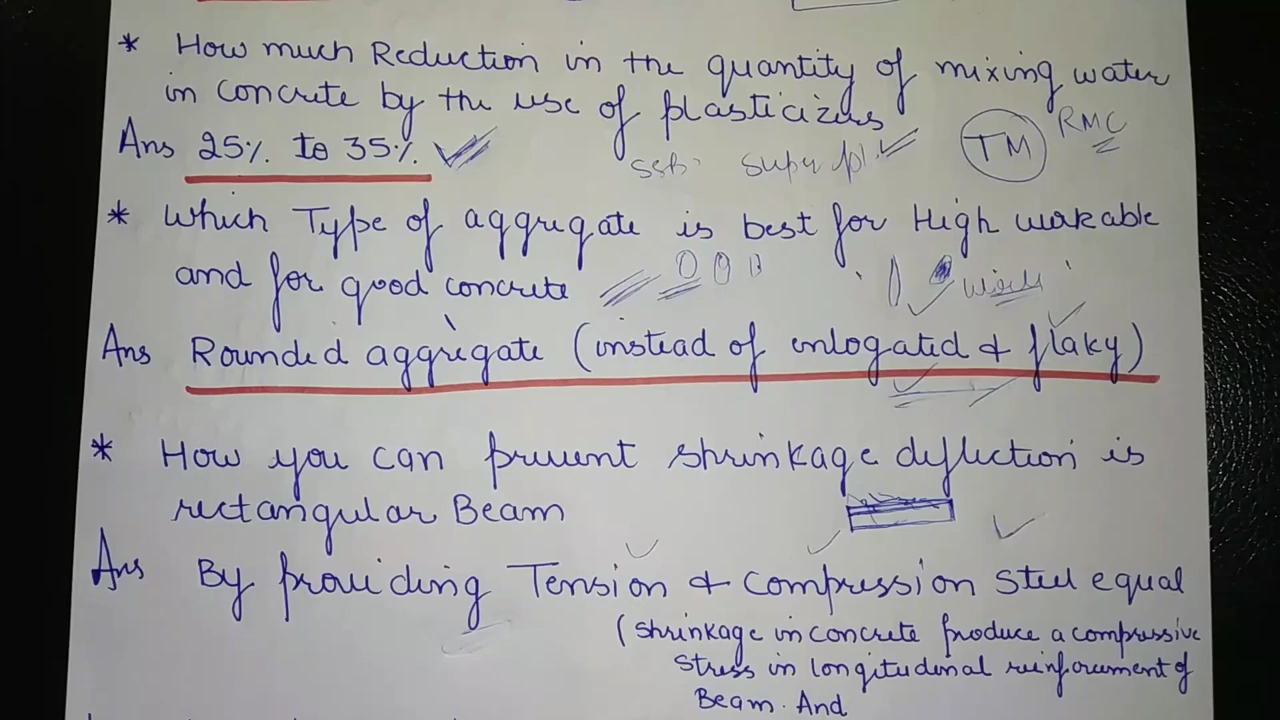 * How much Reduction in the quantity of mixing water
in concrete by the use of plasticizers
Ans 25% to 35%
super pl.
TM
RMC
* Which Type of aggregate is best for High workable
and for good concrete
Ans Rounded aggregate (instead of enlogated & flaky)
* How you can prevent shrinkage deflection is
rectangular Beam
Ans By providing Tension & compression steel equal
(shrinkage in concrete produce a compressive
stress in longitudinal reinforcement of
Beam. And